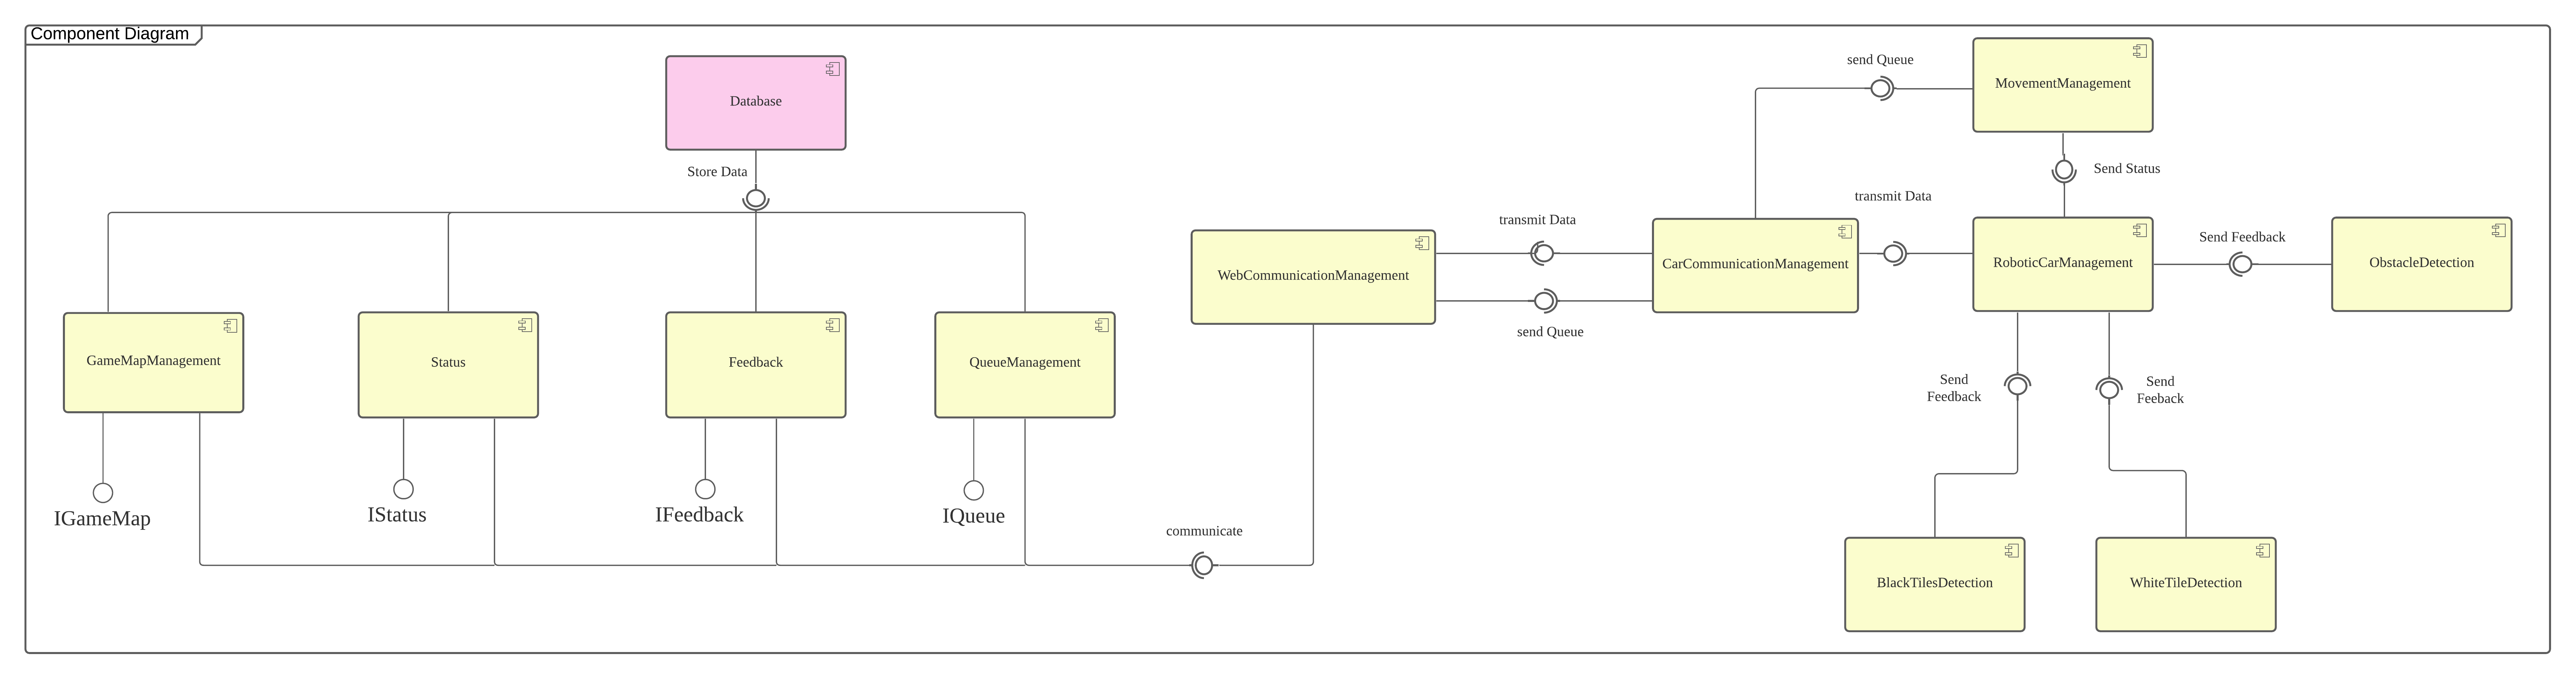 Component Diagram
send Queue
MovementManagement
Database
Store Data
Send Status
transmit Data
transmit Data
Send Feedback
WebCommunicationManagement
CarCommunicationManagement
RoboticCarManagement
ObstacleDetection
send Queue
GameMapManagement
Status
Feedback
QueueManagement
Send
Feedback
Send
Feeback
IGameMap
IStatus
IFeedback
IQueue
communicate
BlackTilesDetection
WhiteTileDetection